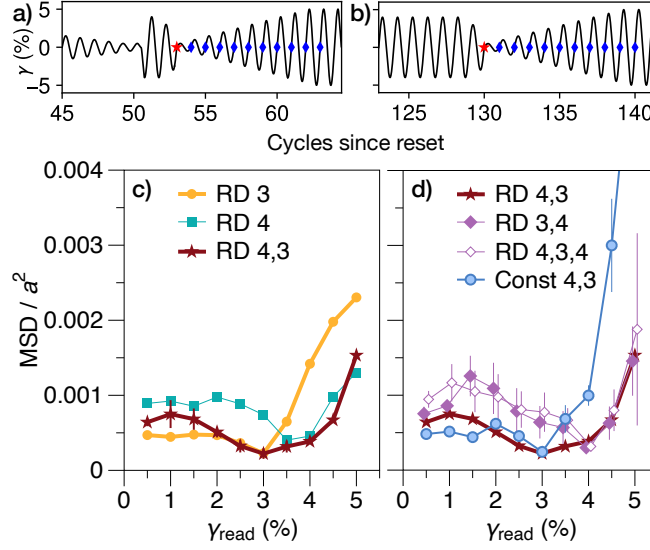 a)
b)
γ (%)
5
0
−5
45 50 55 60
125 130 135 140
Cycles since reset
c)
RD 3
RD 4
RD 4,3
d)
RD 4,3
RD 3,4
RD 4,3,4
Const 4,3
MSD / a²
0.004
0.003
0.002
0.001
0
0 1 2 3 4 5
0 1 2 3 4 5
γread (%)
γread (%)